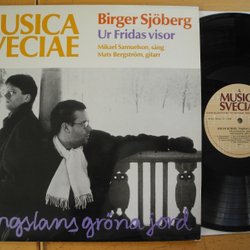 MUSICA
SVECIAE
Birger Sjöberg
Ur Fridas visor
Mikael Samuelson, sång
Mats Bergström, gitarr
ngslans gröna jord
MUSICA
SVECIAE